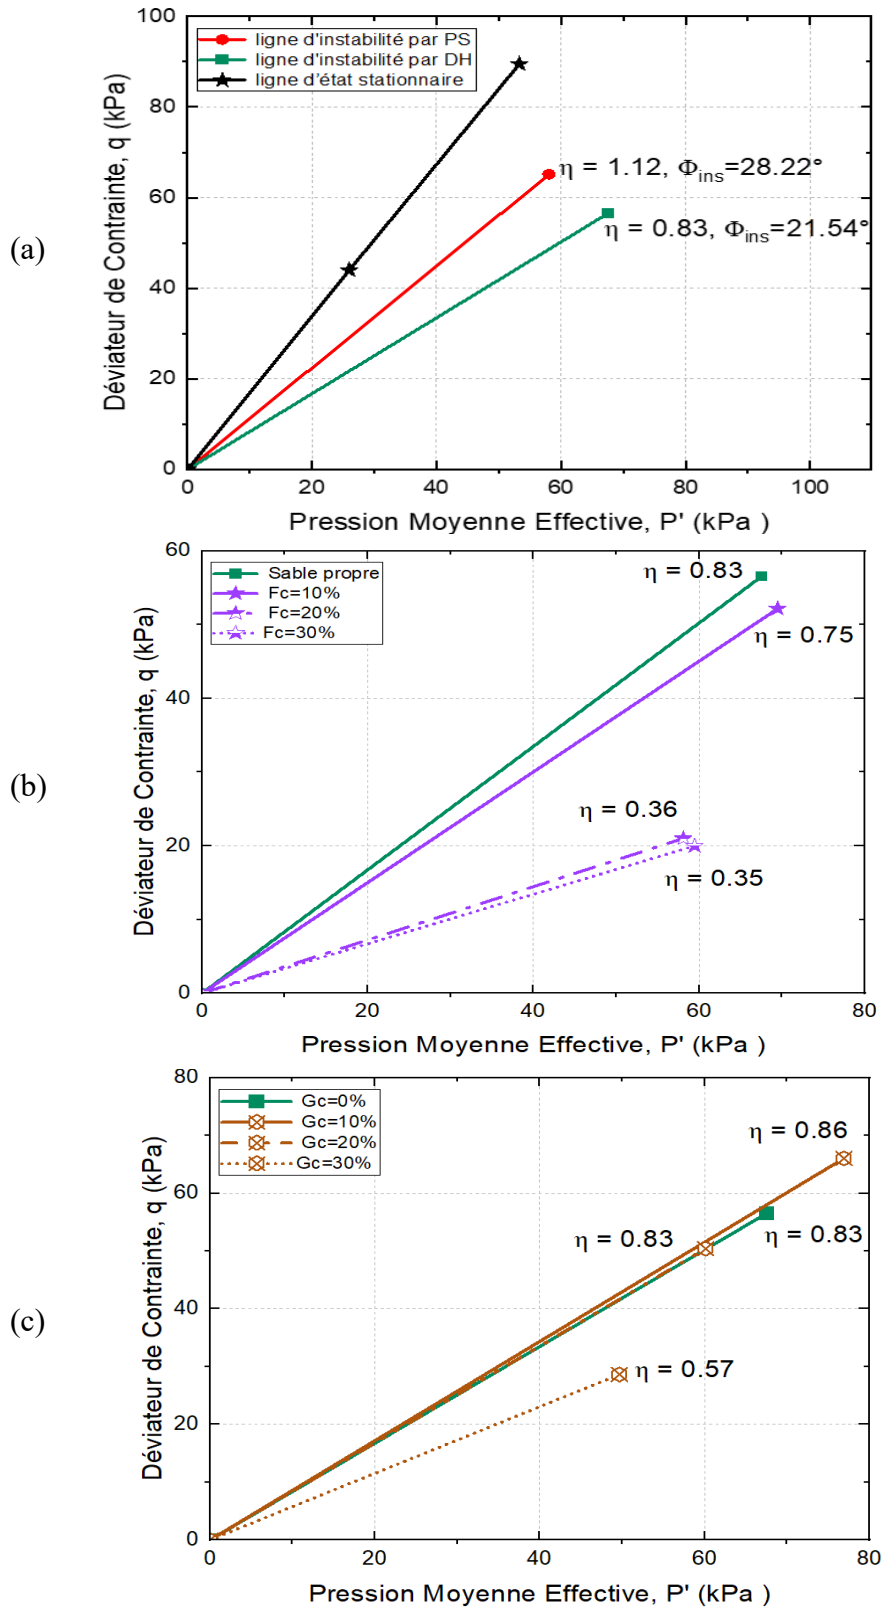 (a)
ligne d'instabilité par PS
ligne d'instabilité par DH
ligne d'état stationnaire
η = 1.12, Φins=28.22°
η = 0.83, Φins=21.54°
Déviateur de Contrainte, q (kPa)
100
80
60
40
20
0
0 20 40 60 80 100
Pression Moyenne Effective, P' (kPa )
(b)
Sable propre
Fc=10%
Fc=20%
Fc=30%
η = 0.83
η = 0.75
η = 0.36
η = 0.35
Déviateur de Contrainte, q (kPa)
60
40
20
0
0 20 40 60 80
Pression Moyenne Effective, P' (kPa )
(c)
Gc=0%
Gc=10%
Gc=20%
Gc=30%
η = 0.86
η = 0.83
η = 0.83
η = 0.57
Déviateur de Contrainte, q (kPa)
80
60
40
20
0
0 20 40 60 80
Pression Moyenne Effective, P' (kPa )